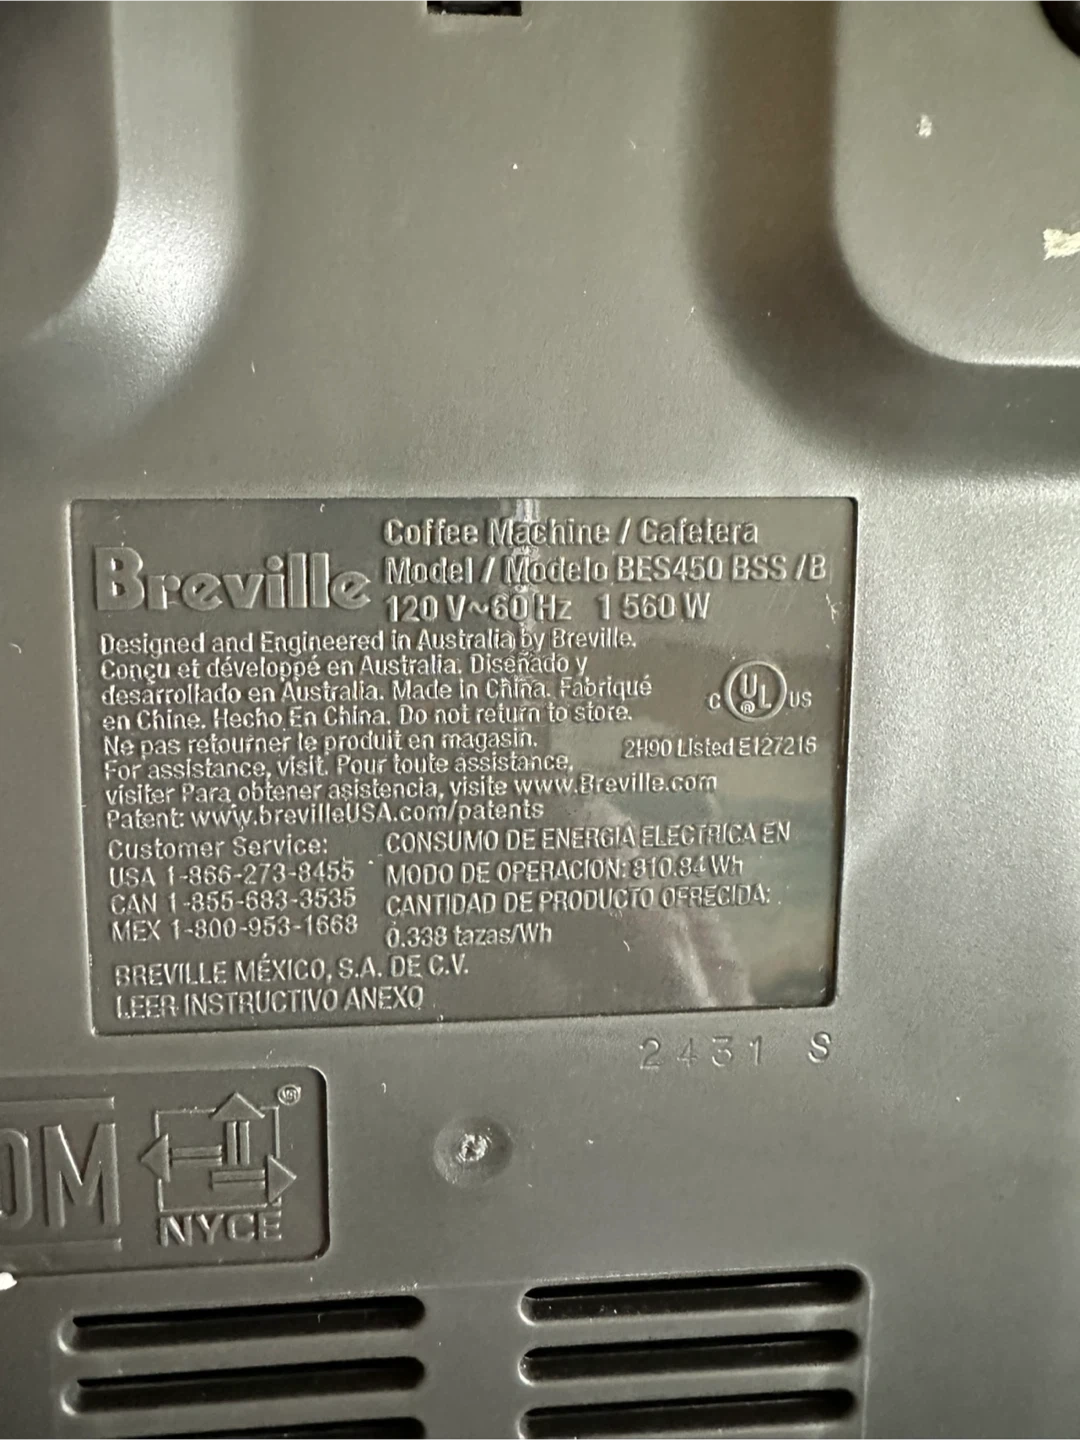 Coffee Machine / Cafetera
Breville
Model / Modelo BES450 BSS /B
120 V~60 Hz 1 560 W
Designed and Engineered in Australia by Breville.
Conçu et développé en Australia. Diseñado y
desarrollado en Australia. Made in China. Fabriqué
en Chine. Hecho En China. Do not return to store.
Ne pas retourner le produit en magasin.
For assistance, visit. Pour toute assistance,
visiter Para obtener asistencia, visite www.Breville.com
Patent: www.brevilleUSA.com/patents
C UL ® US
2H90 Listed E127216
Customer Service:
USA 1-866-273-8455
CAN 1-855-683-3535
MEX 1-800-953-1668
CONSUMO DE ENERGIA ELECTRICA EN
MODO DE OPERACION: 810.84 Wh
CANTIDAD DE PRODUCTO OFRECIDA:
0.338 tazas/Wh
BREVILLE MÉXICO, S.A. DE C.V.
LEER INSTRUCTIVO ANEXO
2431 S
OM
NYCE